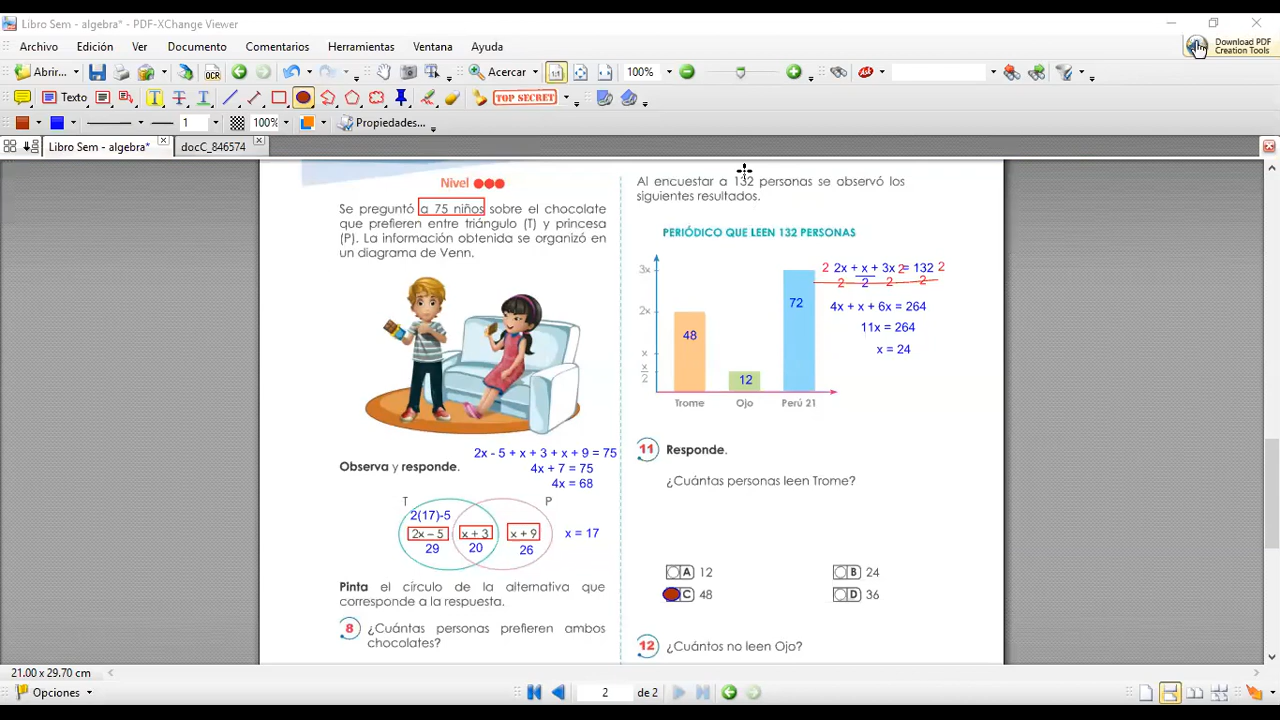 Libro Sem - algebra* - PDF-XChange Viewer
Archivo Edición Ver Documento Comentarios Herramientas Ventana Ayuda
Download PDF
Creation Tools
Abrir... OCR Acercar 1:1 100%
Texto T T T TOP SECRET
1 100% Propiedades...
Libro Sem - algebra* docC_846574
Nivel
Se preguntó a 75 niños sobre el chocolate
que prefieren entre triángulo (T) y princesa
(P). La información obtenida se organizó en
un diagrama de Venn.
2x - 5 + x + 3 + x + 9 = 75
Observa y responde.
4x + 7 = 75
4x = 68
T P
2(17)-5
2x – 5 x + 3 x + 9 x = 17
29 20 26
Pinta el círculo de la alternativa que
corresponde a la respuesta.
8 ¿Cuántas personas prefieren ambos
chocolates?
Al encuestar a 132 personas se observó los
siguientes resultados.
PERIÓDICO QUE LEEN 132 PERSONAS
3x
2x
x
x
2
48 12 72
Trome Ojo Perú 21
2 2x + x + 3x 2 = 132 2
2 2 2 2
4x + x + 6x = 264
11x = 264
x = 24
11 Responde.
¿Cuántas personas leen Trome?
A 12 B 24
C 48 D 36
12 ¿Cuántos no leen Ojo?
21.00 x 29.70 cm
Opciones 2 de 2